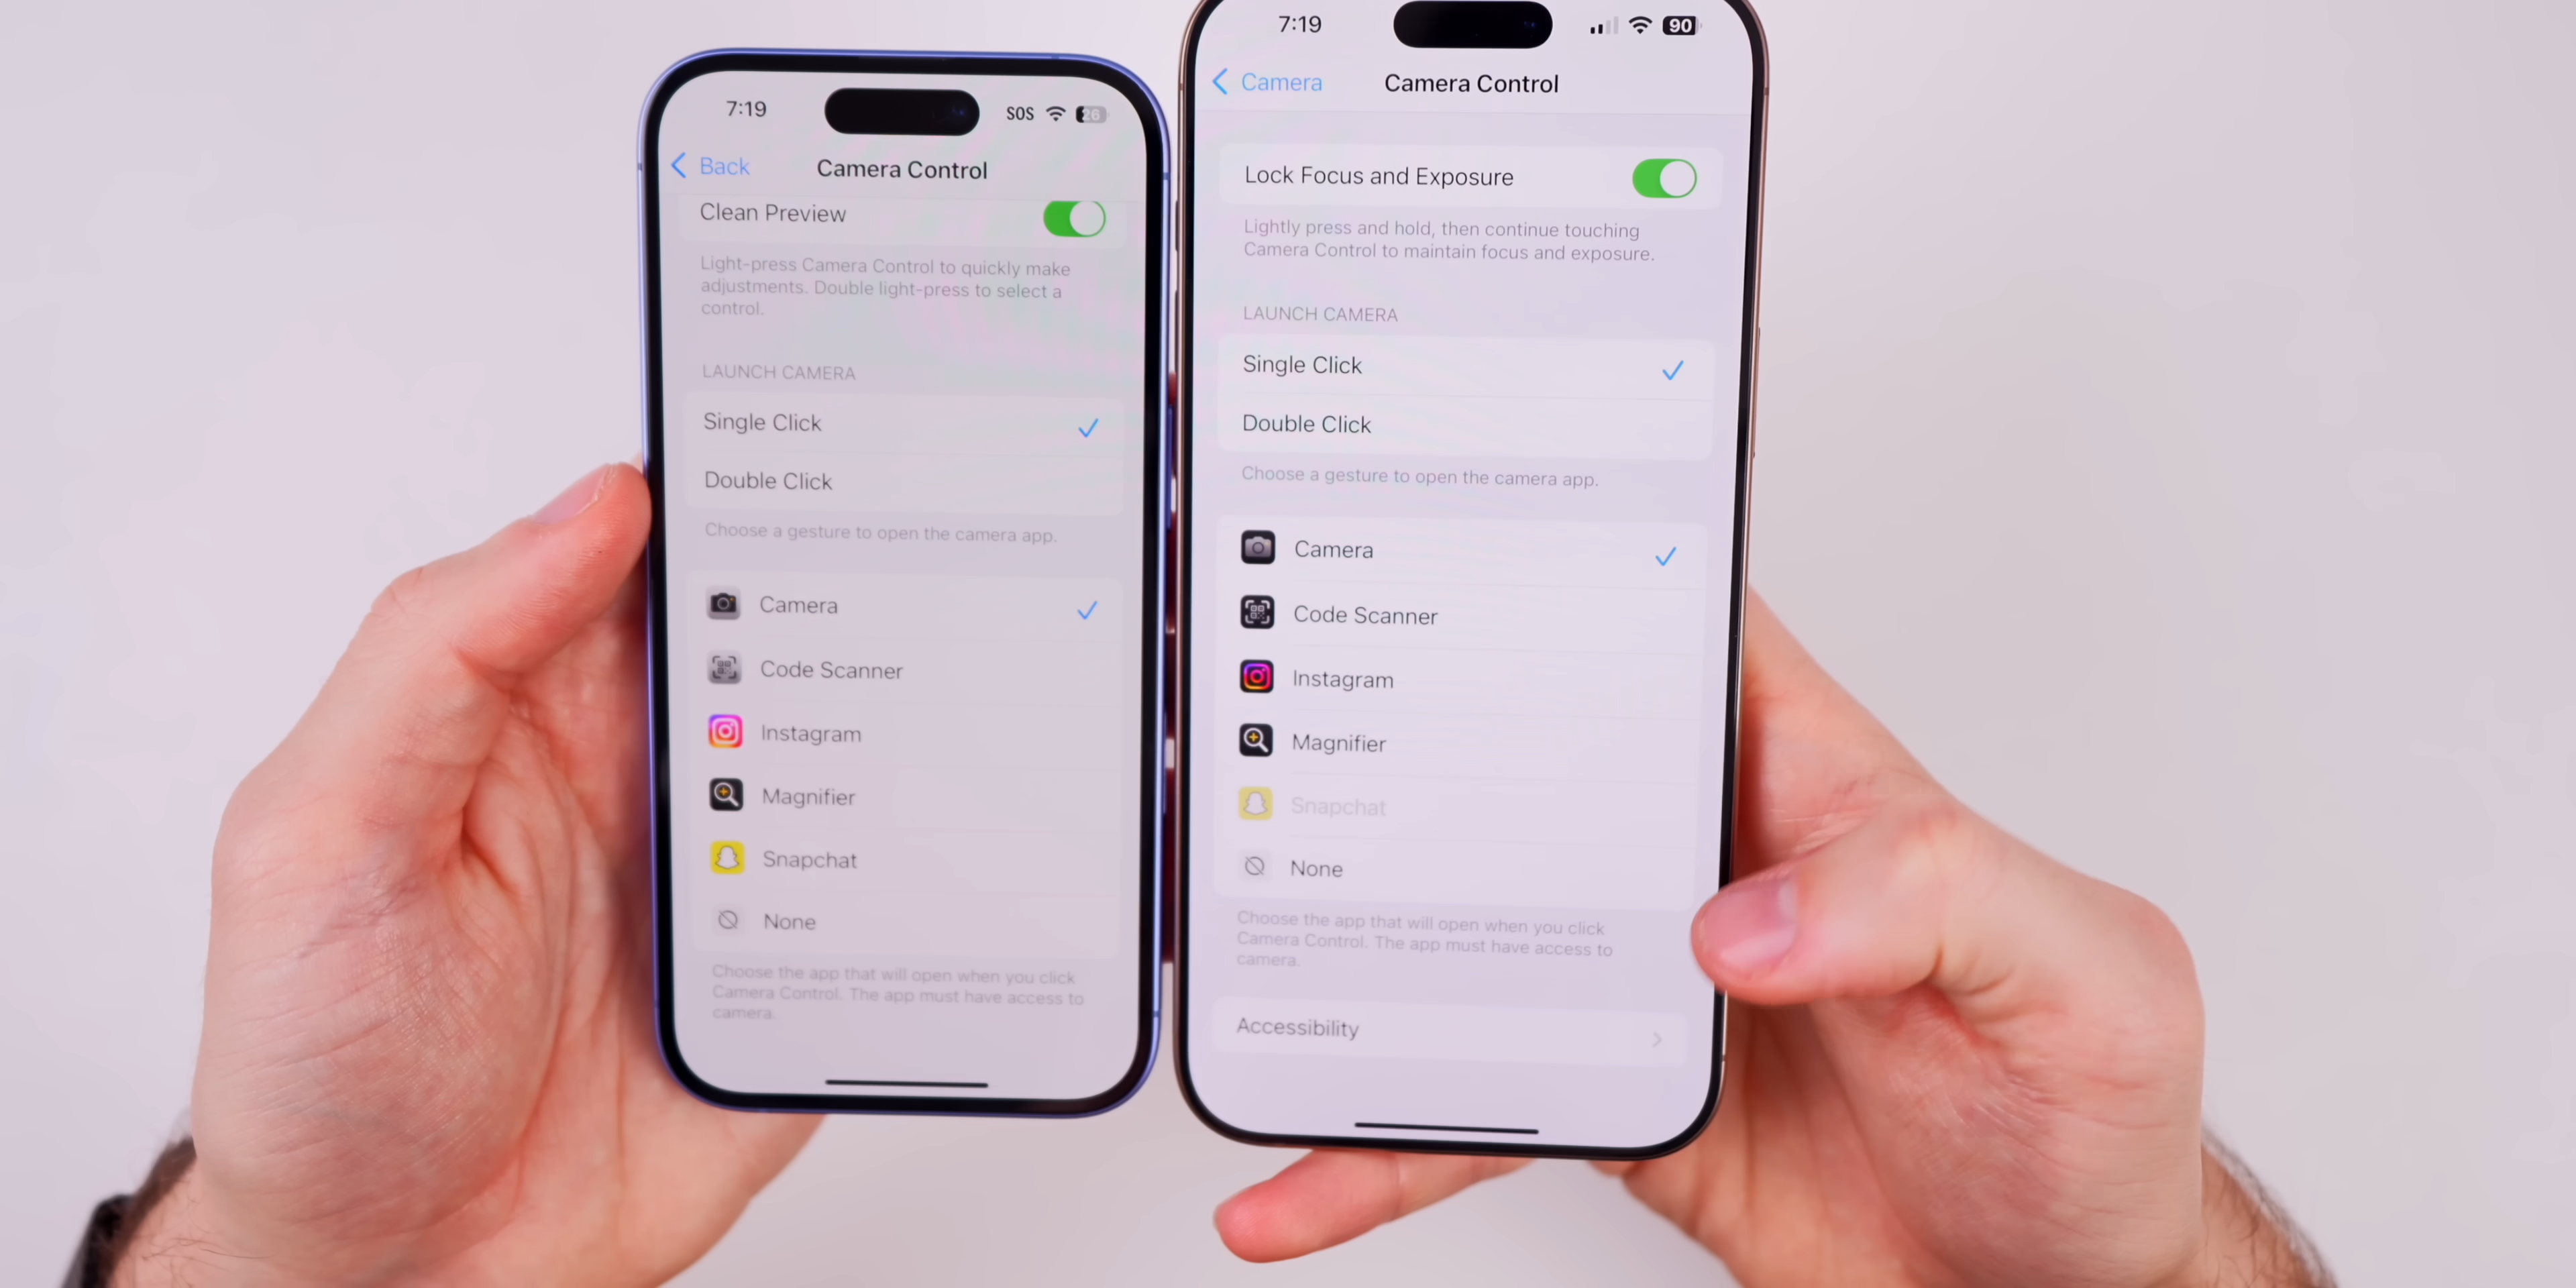 7:19
SOS
26
Back
Camera Control
Clean Preview
Light-press Camera Control to quickly make
adjustments. Double light-press to select a
control.
LAUNCH CAMERA
Single Click
Double Click
Choose a gesture to open the camera app.
Camera
Code Scanner
Instagram
Magnifier
Snapchat
None
Choose the app that will open when you click
Camera Control. The app must have access to
camera.
7:19
90
Camera
Camera Control
Lock Focus and Exposure
Lightly press and hold, then continue touching
Camera Control to maintain focus and exposure.
LAUNCH CAMERA
Single Click
Double Click
Choose a gesture to open the camera app.
Camera
Code Scanner
Instagram
Magnifier
Snapchat
None
Choose the app that will open when you click
Camera Control. The app must have access to
camera.
Accessibility